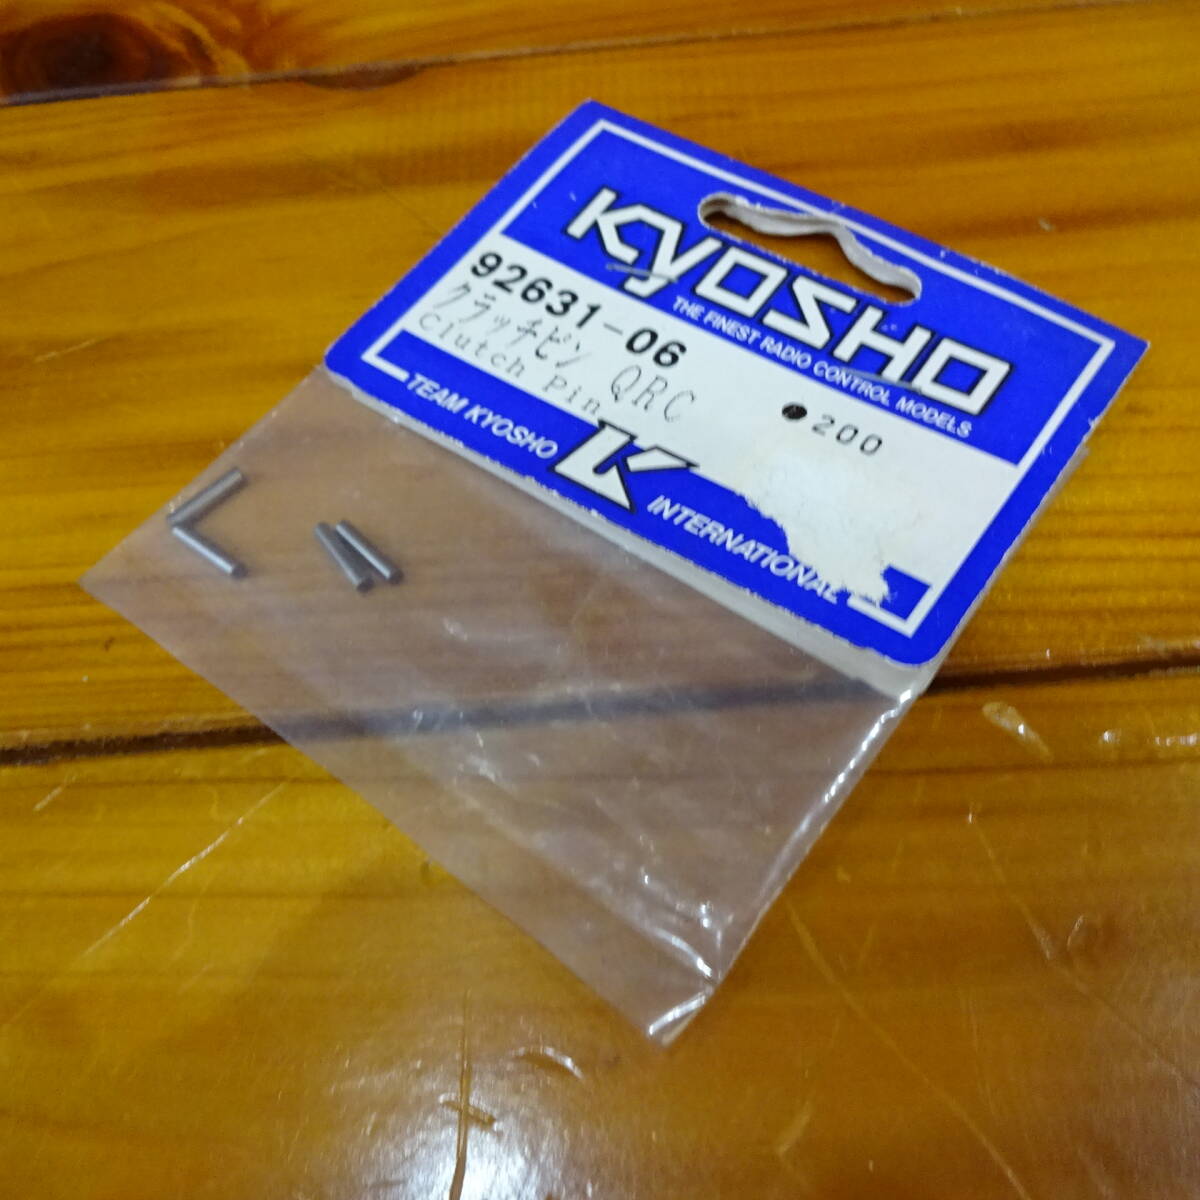 KYOSHO
THE FINEST RADIO CONTROL MODELS
92631-06
クラッチピン QRC
Clutch Pin
●200
TEAM KYOSHO K INTERNATIONAL